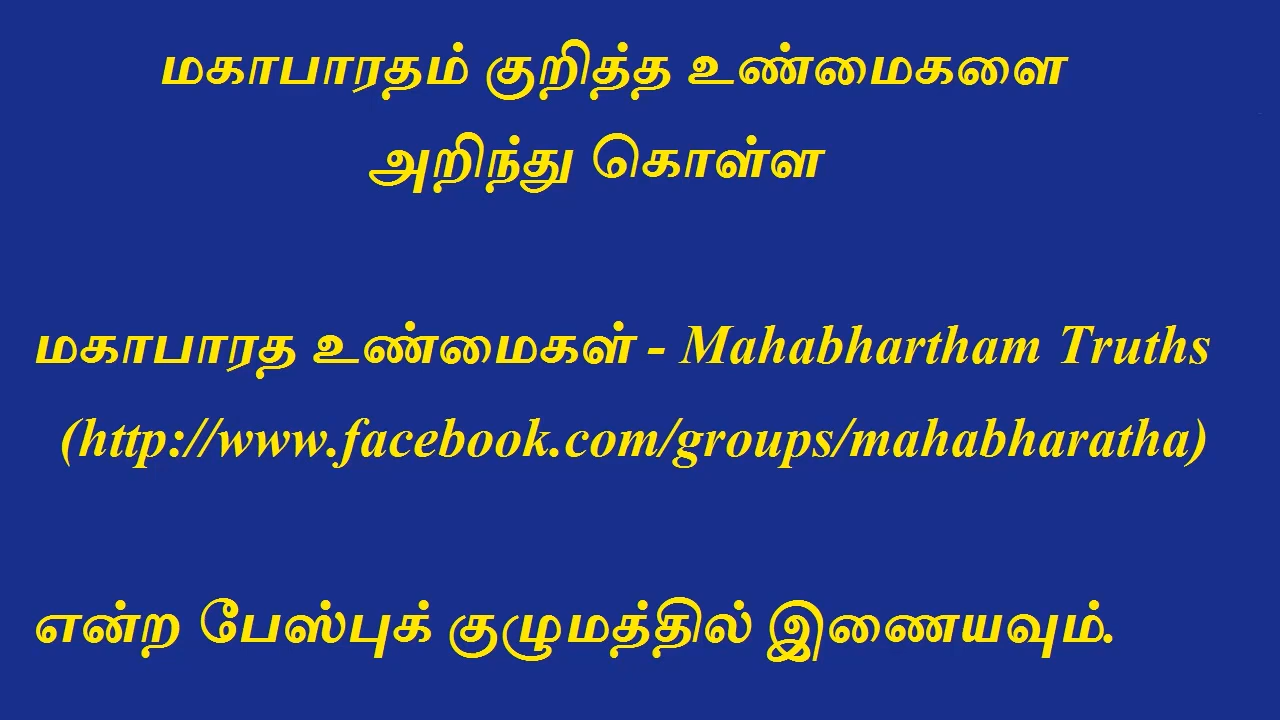 மகாபாரதம் குறித்த உண்மைகளை
அறிந்து கொள்ள
மகாபாரத உண்மைகள் - Mahabhartham Truths
(http://www.facebook.com/groups/mahabharatha)
என்ற பேஸ்புக் குழுமத்தில் இணையவும்.